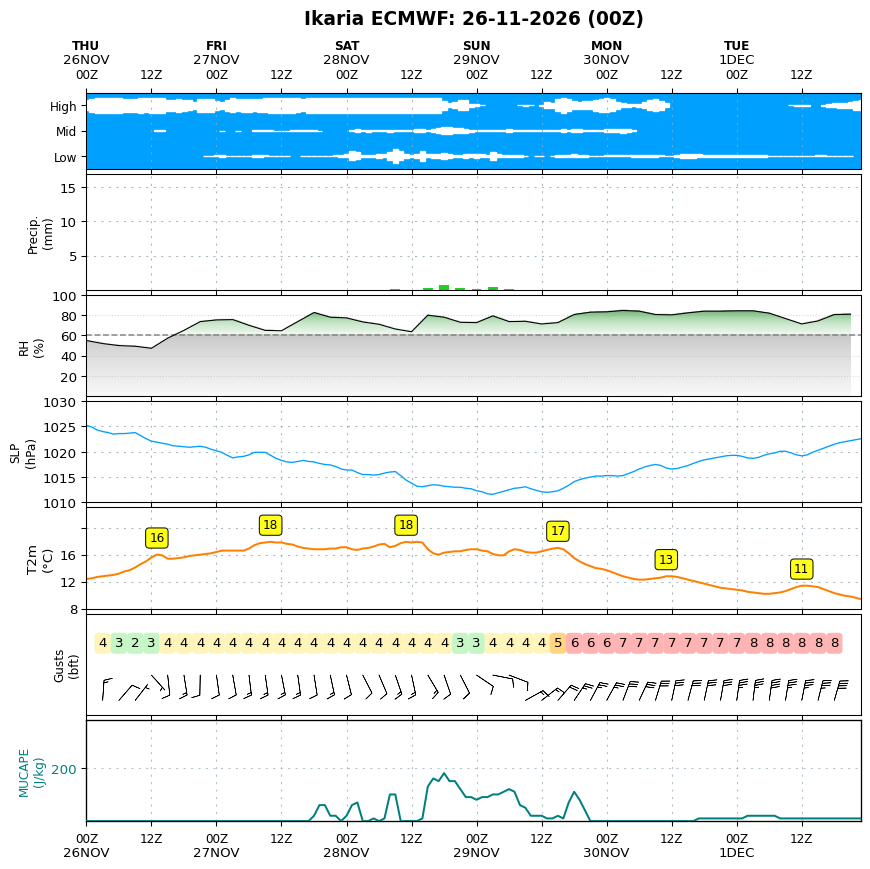 Ikaria ECMWF: 26-11-2026 (00Z)
THU FRI SAT SUN MON TUE
26NOV 27NOV 28NOV 29NOV 30NOV 1DEC
00Z 12Z 00Z 12Z 00Z 12Z 00Z 12Z 00Z 12Z 00Z 12Z
High
Mid
Low
Precip.
(mm)
15
10
5
RH
(%)
100
80
60
40
20
SLP
(hPa)
1030
1025
1020
1015
1010
T2m
(°C)
16
12
8
16 18 18 17 13 11
Gusts
(bft)
4 3 2 3 4 4 4 4 4 4 4 4 4 4 4 4 4 4 4 4 4 4 3 3 4 4 4 4 5 6 6 6 7 7 7 7 7 7 7 7 8 8 8 8 8 8
MUCAPE
(J/kg)
200
00Z 12Z 00Z 12Z 00Z 12Z 00Z 12Z 00Z 12Z 00Z 12Z
26NOV 27NOV 28NOV 29NOV 30NOV 1DEC